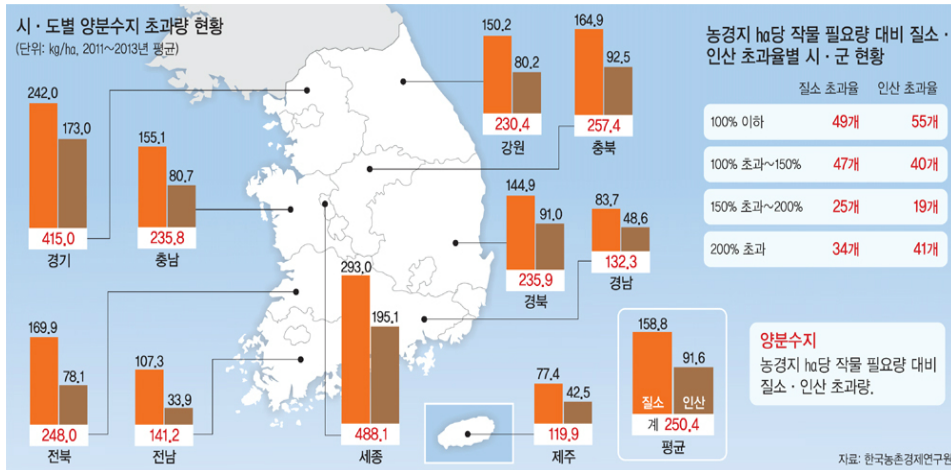 시·도별 양분수지 초과량 현황
(단위: kg/ha, 2011~2013년 평균)
242.0
173.0
415.0
경기
155.1
80.7
235.8
충남
150.2
80.2
230.4
강원
164.9
92.5
257.4
충북
144.9
91.0
235.9
경북
83.7
48.6
132.3
경남
169.9
78.1
248.0
전북
107.3
33.9
141.2
전남
293.0
195.1
488.1
세종
77.4
42.5
119.9
제주
158.8
91.6
질소 인산
계 250.4
평균
농경지 ha당 작물 필요량 대비 질소·
인산 초과율별 시·군 현황
질소 초과율 인산 초과율
100% 이하 49개 55개
100% 초과~150% 47개 40개
150% 초과~200% 25개 19개
200% 초과 34개 41개
양분수지
농경지 ha당 작물 필요량 대비
질소·인산 초과량.
자료: 한국농촌경제연구원